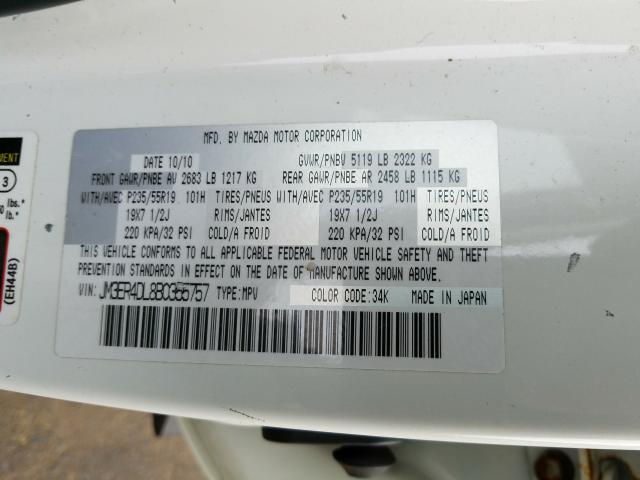 MFD. BY MAZDA MOTOR CORPORATION
DATE 10/10 GVWR/PNBV 5119 LB 2322 KG
FRONT GAWR/PNBE AV 2683 LB 1217 KG REAR GAWR/PNBE AR 2458 LB 1115 KG
WITH/AVEC P235/55R19 101H TIRES/PNEUS WITH/AVEC P235/55R19 101H TIRES/PNEUS
19X7 1/2J RIMS/JANTES 19X7 1/2J RIMS/JANTES
220 KPA/32 PSI COLD/A FROID 220 KPA/32 PSI COLD/A FROID
THIS VEHICLE CONFORMS TO ALL APPLICABLE FEDERAL MOTOR VEHICLE SAFETY AND THEFT
PREVENTION STANDARDS IN EFFECT ON THE DATE OF MANUFACTURE SHOWN ABOVE.
VIN: TYPE:MPV COLOR CODE:34K MADE IN JAPAN
3
lbs.*
lb.*
(EH44B)